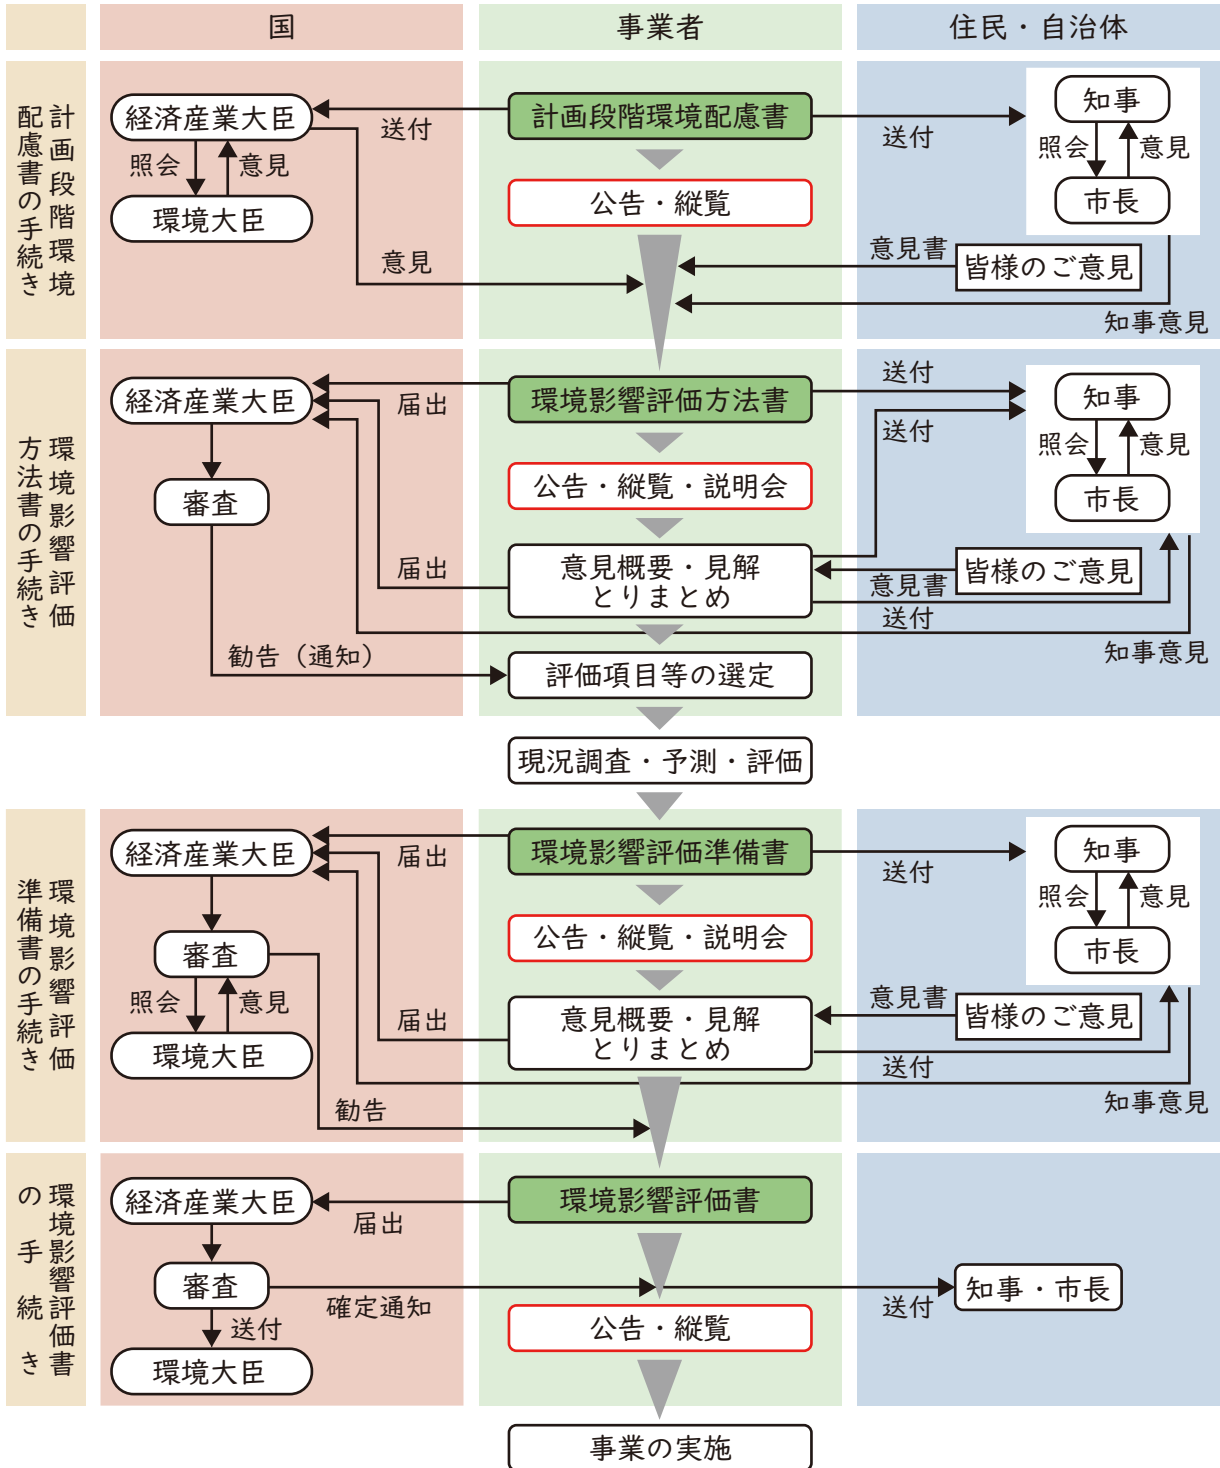 国
事業者
住民・自治体
計画段階環境
配慮書の手続き
経済産業大臣
送付
計画段階環境配慮書
送付
知事
照会
意見
照会
意見
環境大臣
公告・縦覧
市長
意見
意見書
皆様のご意見
知事意見
環境影響評価
方法書の手続き
経済産業大臣
届出
環境影響評価方法書
送付
送付
知事
照会
意見
審査
公告・縦覧・説明会
市長
届出
意見概要・見解
とりまとめ
意見書
皆様のご意見
送付
知事意見
勧告（通知）
評価項目等の選定
現況調査・予測・評価
環境影響評価
準備書の手続き
経済産業大臣
届出
環境影響評価準備書
送付
知事
照会
意見
審査
公告・縦覧・説明会
市長
照会
意見
環境大臣
届出
意見概要・見解
とりまとめ
意見書
皆様のご意見
送付
知事意見
勧告
環境影響評価書
の手続き
経済産業大臣
届出
環境影響評価書
審査
確定通知
送付
知事・市長
送付
環境大臣
公告・縦覧
事業の実施